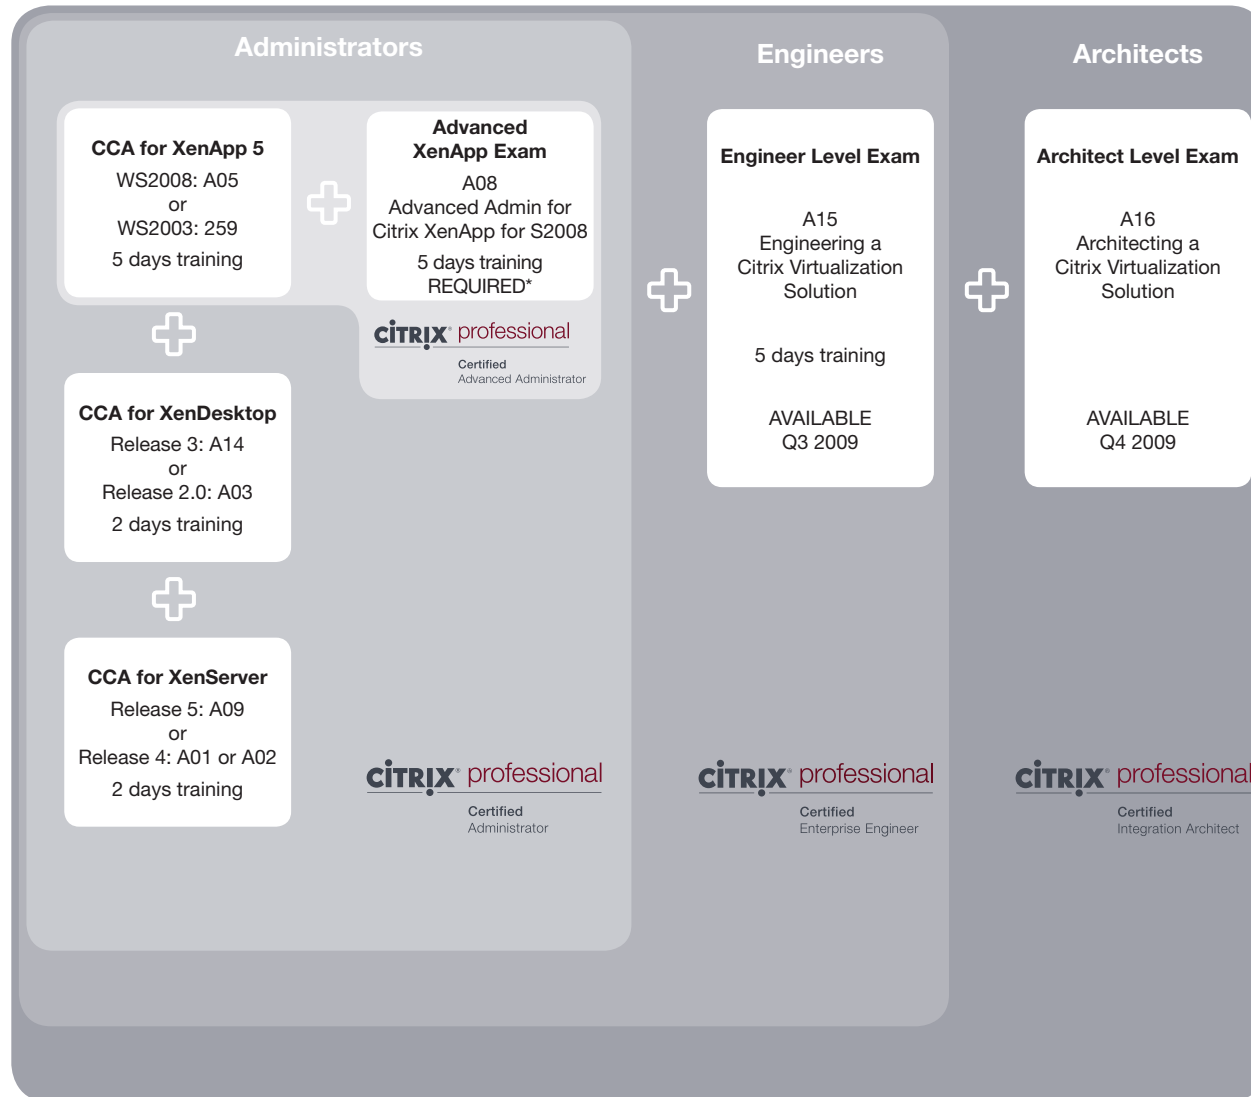 Administrators
CCA for XenApp 5
WS2008: A05
or
WS2003: 259
5 days training
Advanced
XenApp Exam
A08
Advanced Admin for
Citrix XenApp for S2008
5 days training
REQUIRED*
CITRIX® professional
Certified
Advanced Administrator
CCA for XenDesktop
Release 3: A14
or
Release 2.0: A03
2 days training
CCA for XenServer
Release 5: A09
or
Release 4: A01 or A02
2 days training
CITRIX® professional
Certified
Administrator
Engineers
Engineer Level Exam
A15
Engineering a
Citrix Virtualization
Solution
5 days training
AVAILABLE
Q3 2009
CITRIX® professional
Certified
Enterprise Engineer
Architects
Architect Level Exam
A16
Architecting a
Citrix Virtualization
Solution
AVAILABLE
Q4 2009
CITRIX® professional
Certified
Integration Architect